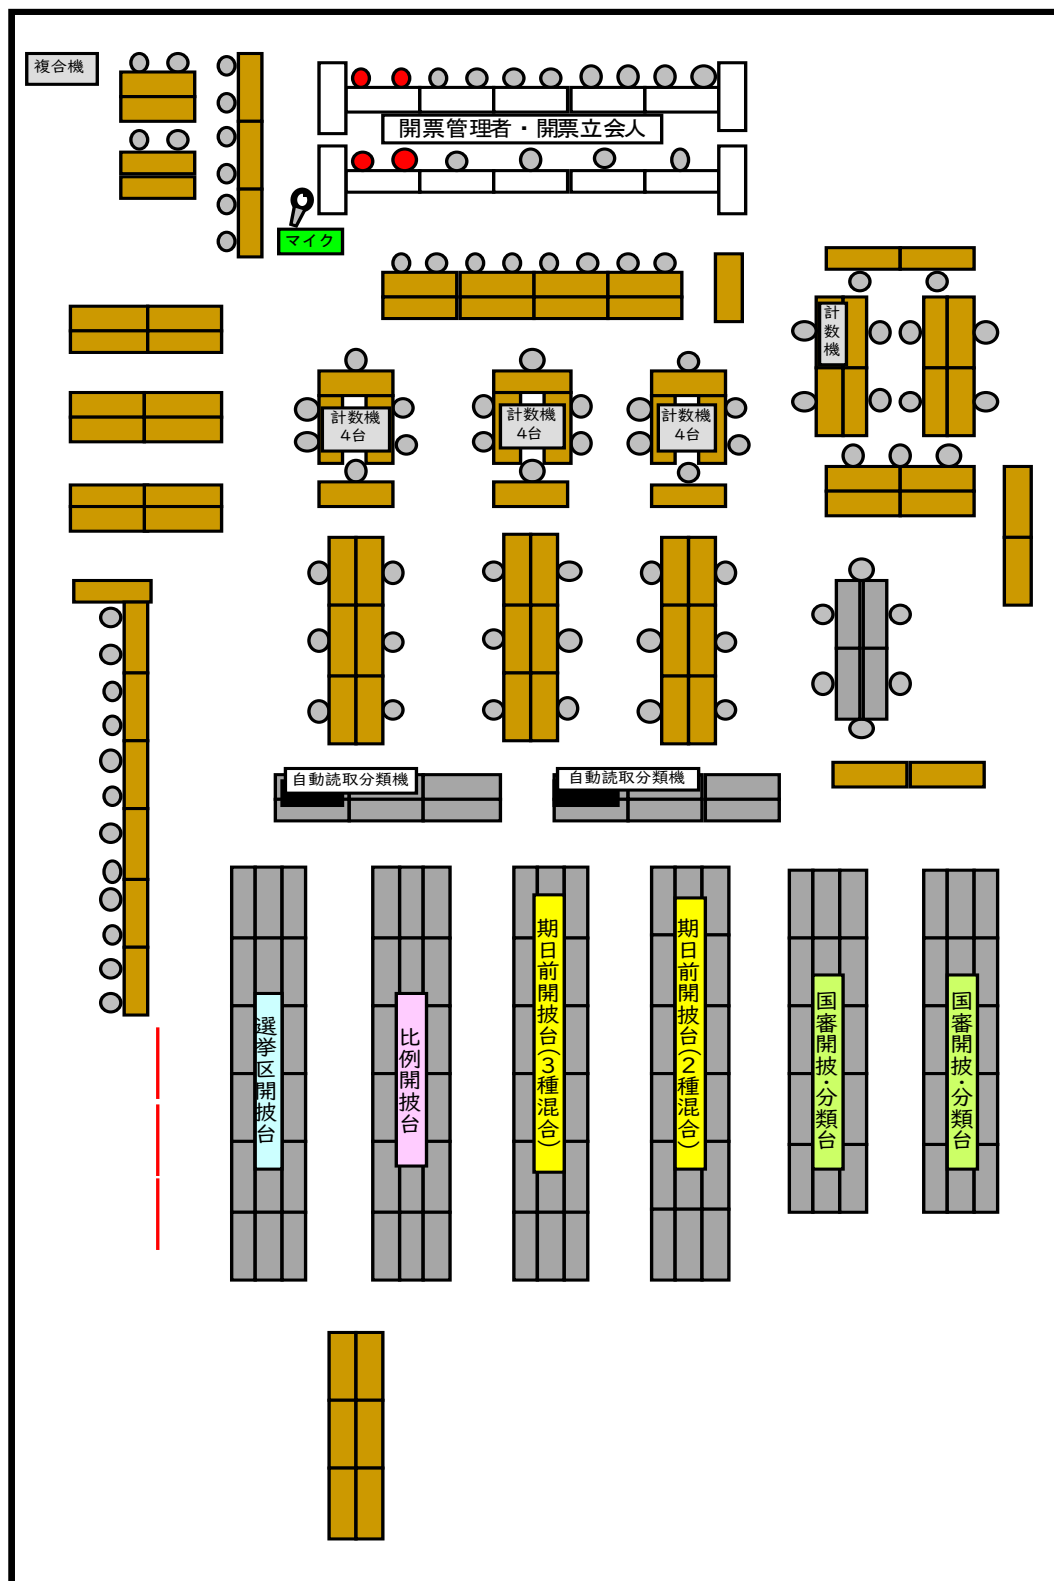 複合機
開票管理者・開票立会人
マイク
計
数
機
計数機
4台
計数機
4台
計数機
4台
自動読取分類機
自動読取分類機
選挙区開披台
比例開披台
期日前開披台(3種混合)
期日前開披台(2種混合)
国審開披・分類台
国審開披・分類台